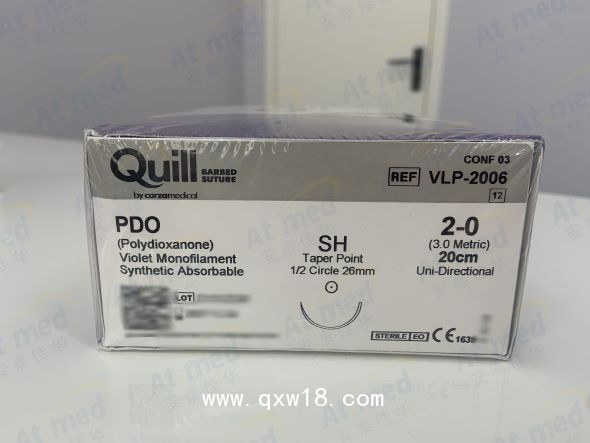 At med
安泰佳华
CONF 03
Quill BARBED SUTURE
by corzamedical
REF VLP-2006
12
PDO
(Polydioxanone)
Violet Monofilament
Synthetic Absorbable
SH
Taper Point
1/2 Circle 26mm
2-0
(3.0 Metric)
20cm
Uni-Directional
LOT
STERILE EO
CE 1639
www.qxw18.com